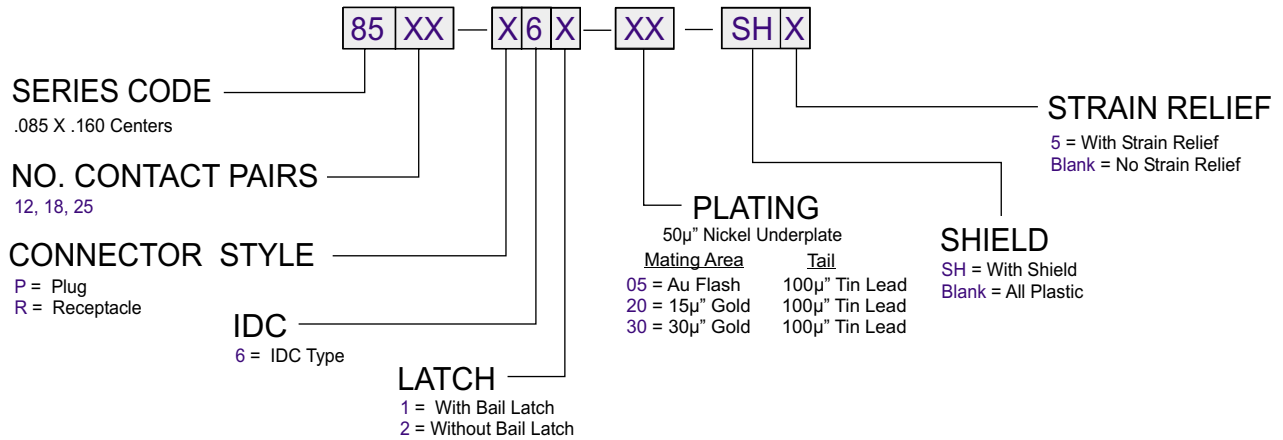 85 XX — X 6 X — XX — SH X
SERIES CODE
.085 X .160 Centers
NO. CONTACT PAIRS
12, 18, 25
CONNECTOR STYLE
P = Plug
R = Receptacle
IDC
6 = IDC Type
LATCH
1 = With Bail Latch
2 = Without Bail Latch
PLATING
50µ” Nickel Underplate
Mating Area Tail
05 = Au Flash 100µ” Tin Lead
20 = 15µ” Gold 100µ” Tin Lead
30 = 30µ” Gold 100µ” Tin Lead
SHIELD
SH = With Shield
Blank = All Plastic
STRAIN RELIEF
5 = With Strain Relief
Blank = No Strain Relief